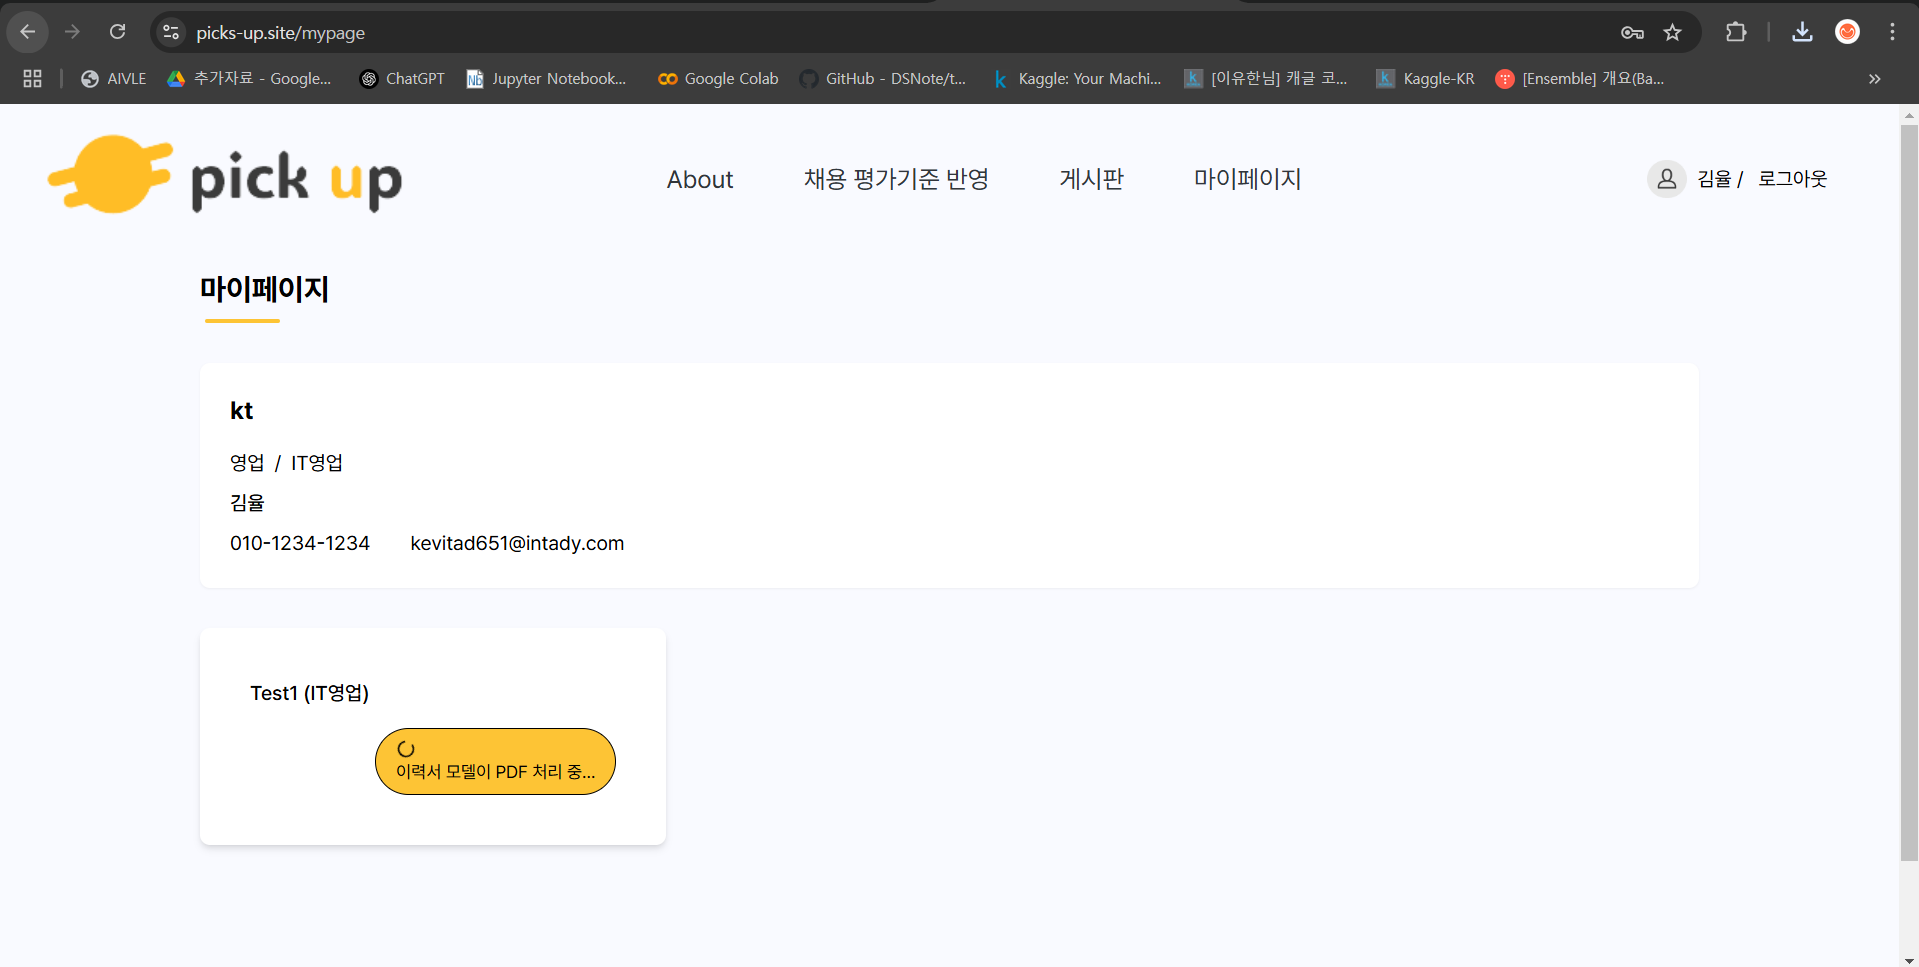 picks-up.site/mypage
AIVLE 추가자료 - Google... ChatGPT Jupyter Notebook... Google Colab GitHub - DSNote/t... Kaggle: Your Machi... [이유한님] 캐글 코... Kaggle-KR [Ensemble] 개요(Ba...
pick up About 채용 평가기준 반영 게시판 마이페이지 김율 / 로그아웃
마이페이지
kt
영업 / IT영업
김율
010-1234-1234 kevitad651@intady.com
Test1 (IT영업)
이력서 모델이 PDF 처리 중...